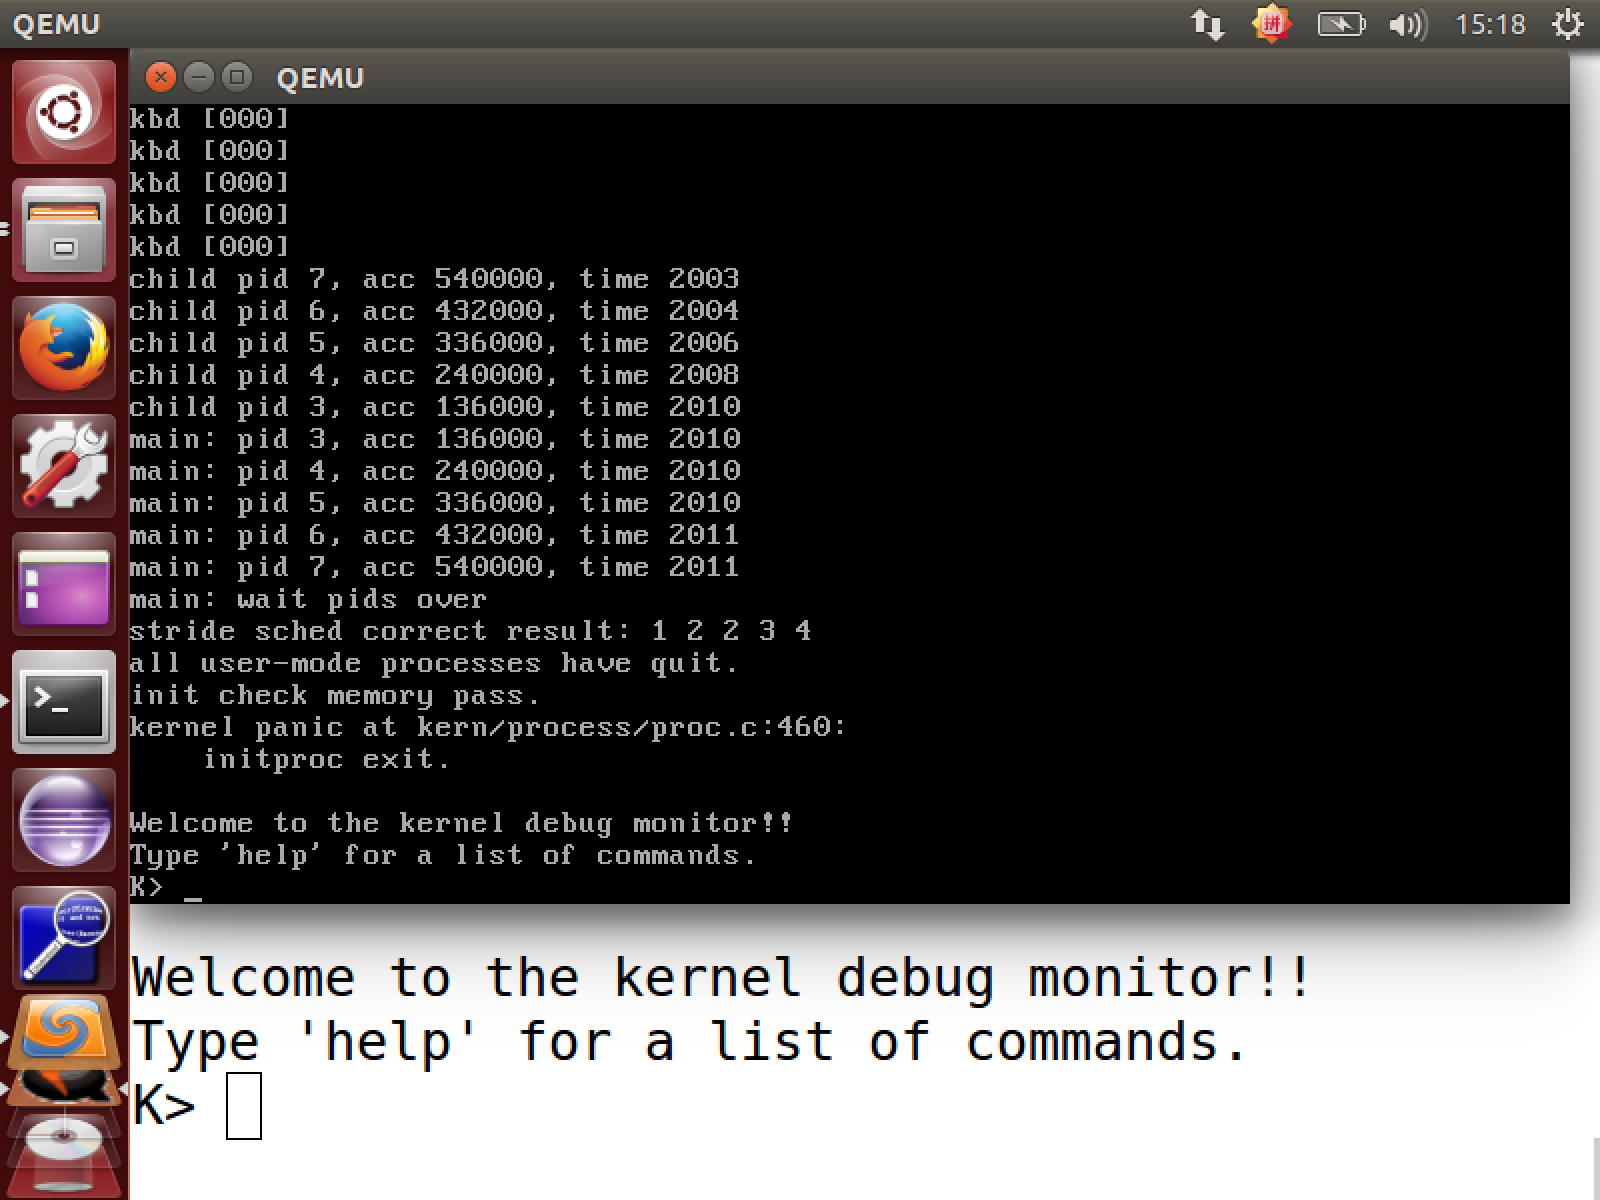 QEMU
拼
15:18
QEMU
kbd [000]
kbd [000]
kbd [000]
kbd [000]
kbd [000]
child pid 7, acc 540000, time 2003
child pid 6, acc 432000, time 2004
child pid 5, acc 336000, time 2006
child pid 4, acc 240000, time 2008
child pid 3, acc 136000, time 2010
main: pid 3, acc 136000, time 2010
main: pid 4, acc 240000, time 2010
main: pid 5, acc 336000, time 2010
main: pid 6, acc 432000, time 2011
main: pid 7, acc 540000, time 2011
main: wait pids over
stride sched correct result: 1 2 2 3 4
all user-mode processes have quit.
init check memory pass.
kernel panic at kern/process/proc.c:460:
    initproc exit.

Welcome to the kernel debug monitor!!
Type 'help' for a list of commands.
K> _
Welcome to the kernel debug monitor!!
Type 'help' for a list of commands.
K>